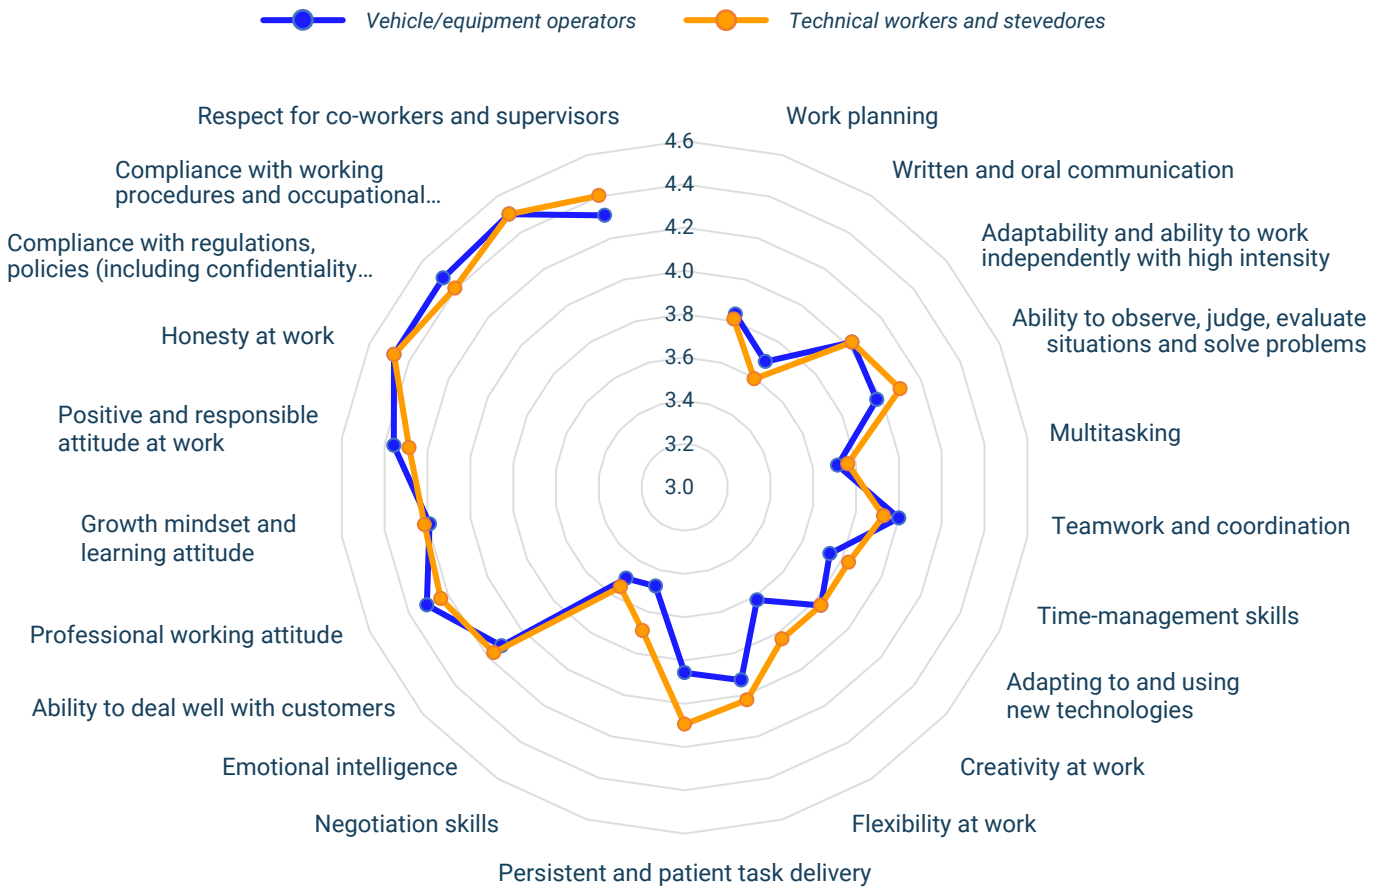 Vehicle/equipment operators
Technical workers and stevedores
Respect for co-workers and supervisors
Work planning
Compliance with working
procedures and occupational...
Written and oral communication
Compliance with regulations,
policies (including confidentiality...
Adaptability and ability to work
independently with high intensity
Honesty at work
Ability to observe, judge, evaluate
situations and solve problems
Positive and responsible
attitude at work
Multitasking
Growth mindset and
learning attitude
Teamwork and coordination
Professional working attitude
Time-management skills
Ability to deal well with customers
Adapting to and using
new technologies
Emotional intelligence
Creativity at work
Negotiation skills
Flexibility at work
Persistent and patient task delivery
4.6
4.4
4.2
4.0
3.8
3.6
3.4
3.2
3.0